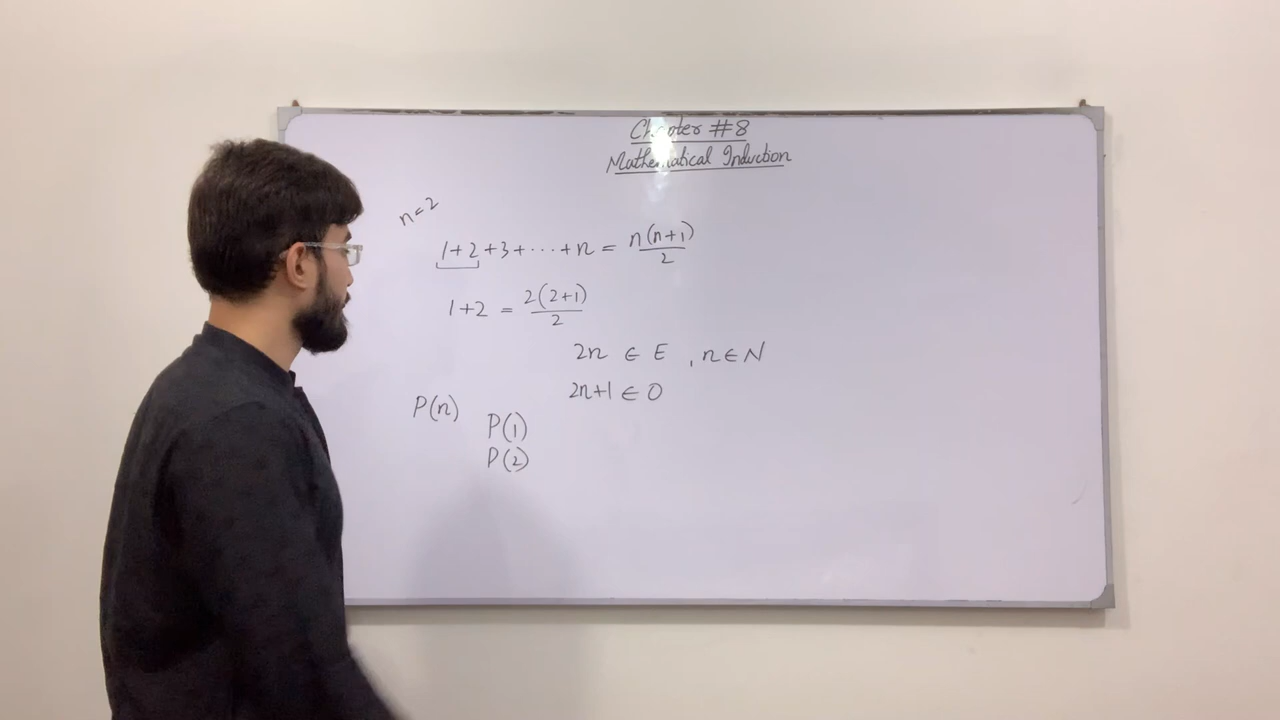 Chapter #8
Mathematical Induction
n=2
1+2+3+···+n = n(n+1)/2
1+2 = 2(2+1)/2
2n ∈ E , n∈N
2n+1 ∈ O
P(n)
P(1)
P(2)